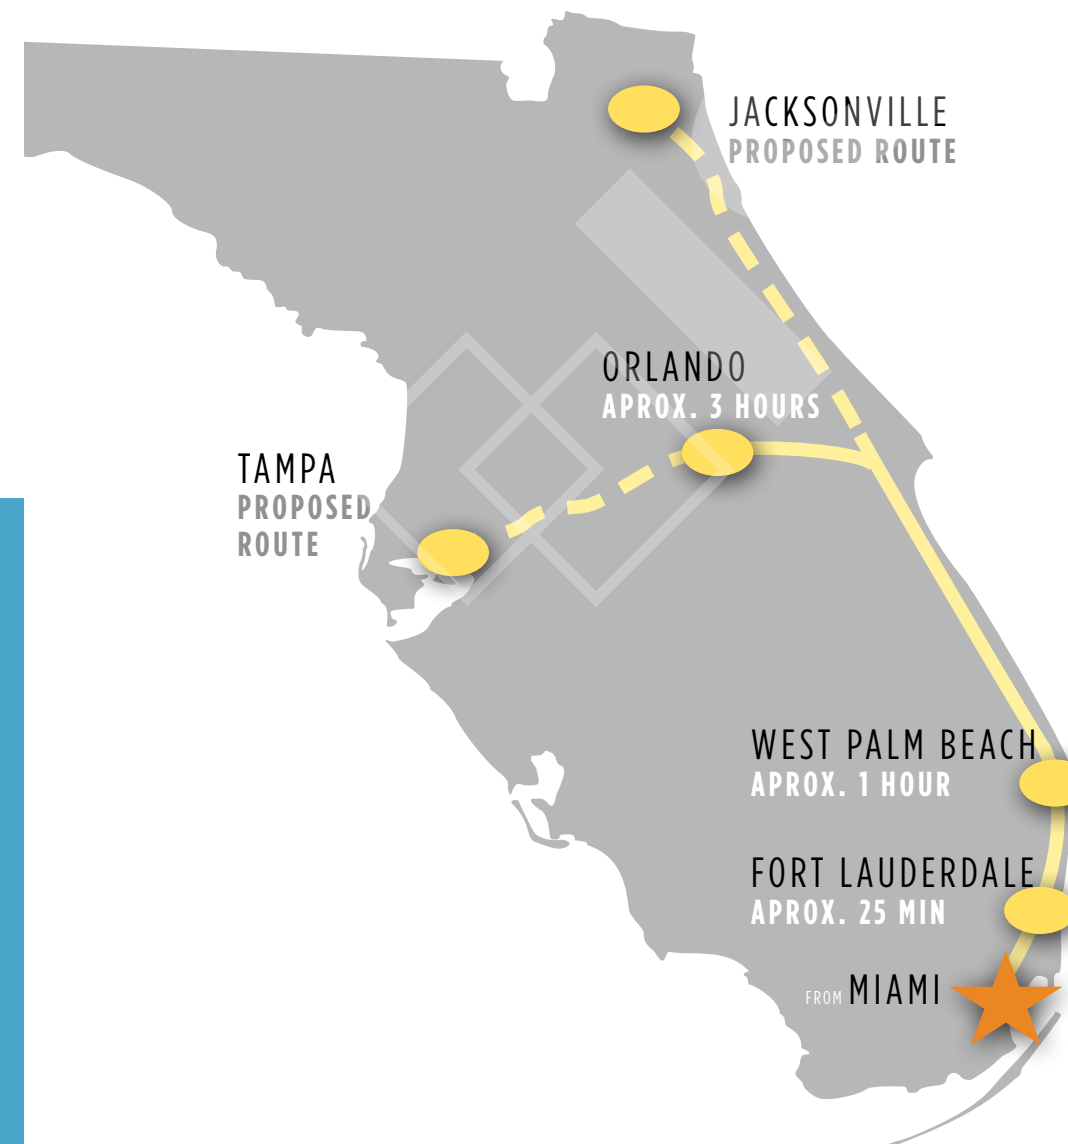 JACKSONVILLE
PROPOSED ROUTE
ORLANDO
APROX. 3 HOURS
TAMPA
PROPOSED
ROUTE
WEST PALM BEACH
APROX. 1 HOUR
FORT LAUDERDALE
APROX. 25 MIN
FROM MIAMI